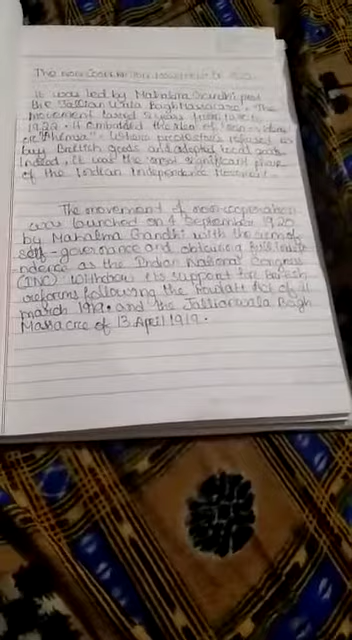 The non cooperation movement
It was led by Mahatma Gandhi post
the Jallian Wala Bagh Massacre. The
movement lasted years from 1920 to
1922. It embedded the idea of
or "Ahimsa". Where protestors refused to
buy British goods and adopted local goods
Indeed, it was the most significant phase
of the Indian Independence Movement.
The movement of non-cooperation
was launched on 4 September 1920
by Mahatma Gandhi with the aim of
self-governance and obtaining full indep
ndence as the Indian National Congress
(INC) withdrew its support for British
reforms following the Rowlatt Act of 21
march 1919. and the Jallianwala Bagh
Massacre of 13 April 1919.